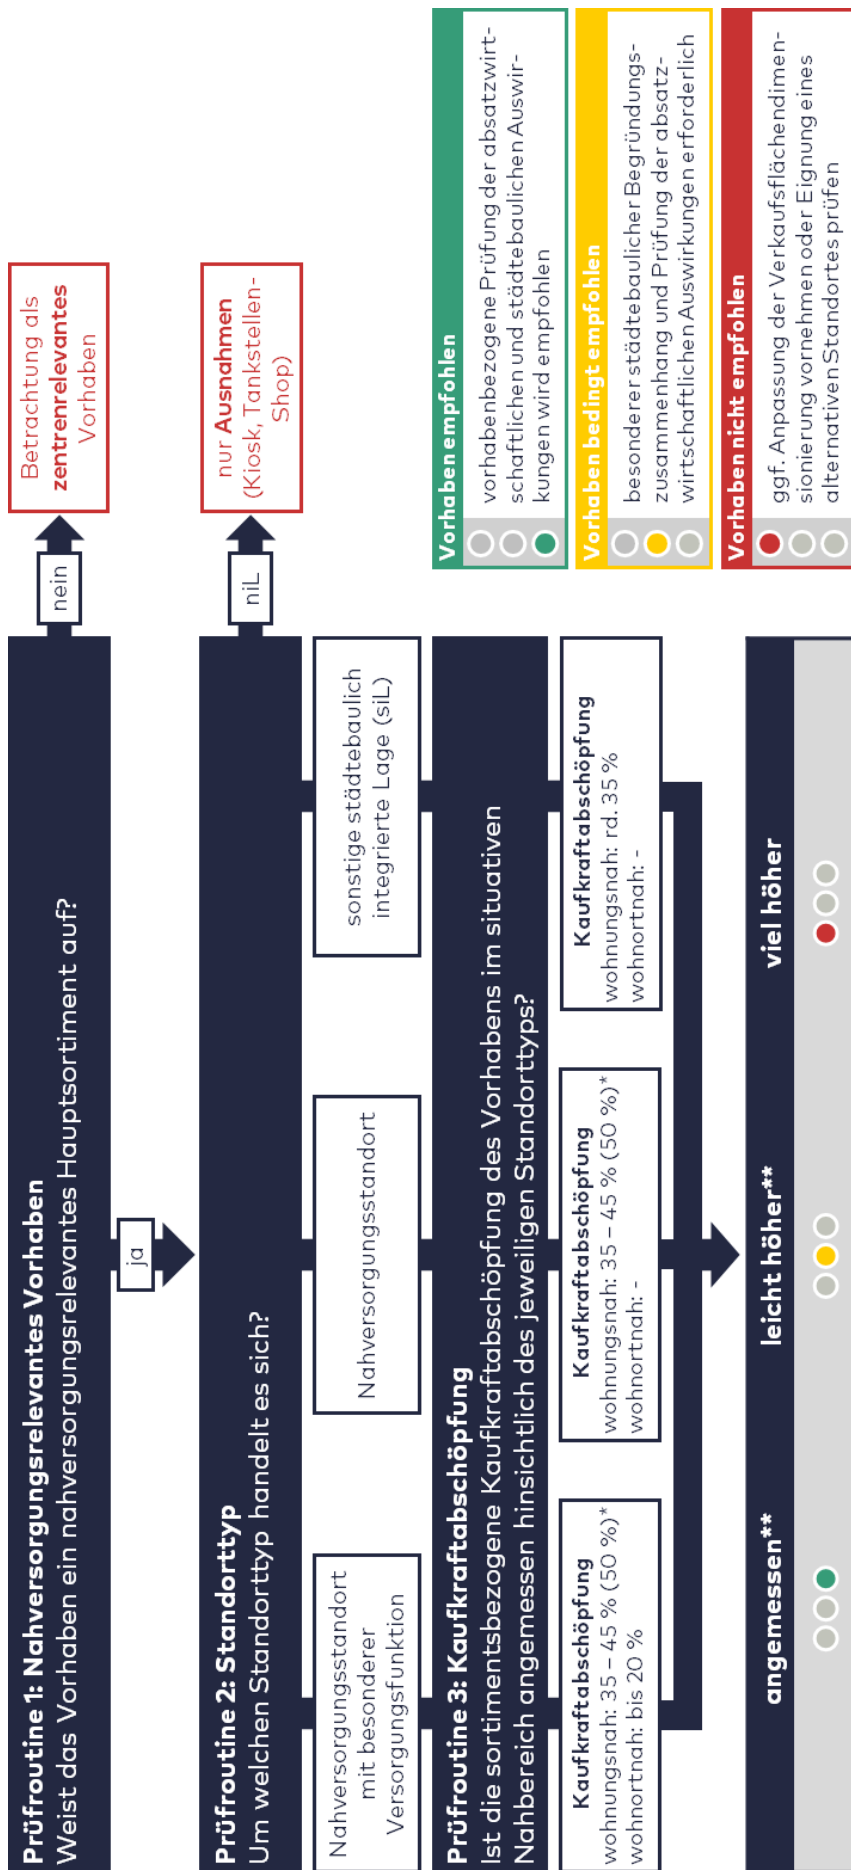 Prüfroutine 1: Nahversorgungsrelevantes Vorhaben
Weist das Vorhaben ein nahversorgungsrelevantes Hauptsortiment auf?
nein
Betrachtung als
zentrenrelevantes
Vorhaben
ja
Prüfroutine 2: Standorttyp
Um welchen Standorttyp handelt es sich?
niL
nur Ausnahmen
(Kiosk, Tankstellen-
Shop)
Nahversorgungsstandort
mit besonderer
Versorgungsfunktion
Nahversorgungsstandort
sonstige städtebaulich
integrierte Lage (siL)
Prüfroutine 3: Kaufkraftabschöpfung
Ist die sortimentsbezogene Kaufkraftabschöpfung des Vorhabens im situativen
Nahbereich angemessen hinsichtlich des jeweiligen Standorttyps?
Kaufkraftabschöpfung
wohnungsnah: 35 – 45 % (50 %)*
wohnortnah: bis 20 %
Kaufkraftabschöpfung
wohnungsnah: 35 – 45 % (50 %)*
wohnortnah: -
Kaufkraftabschöpfung
wohnungsnah: rd. 35 %
wohnortnah: -
angemessen**
leicht höher**
viel höher
Vorhaben empfohlen
vorhabenbezogene Prüfung der absatzwirt-
schaftlichen und städtebaulichen Auswir-
kungen wird empfohlen
Vorhaben bedingt empfohlen
besonderer städtebaulicher Begründungs-
zusammenhang und Prüfung der absatz-
wirtschaftlichen Auswirkungen erforderlich
Vorhaben nicht empfohlen
ggf. Anpassung der Verkaufsflächendimen-
sionierung vornehmen oder Eignung eines
alternativen Standortes prüfen